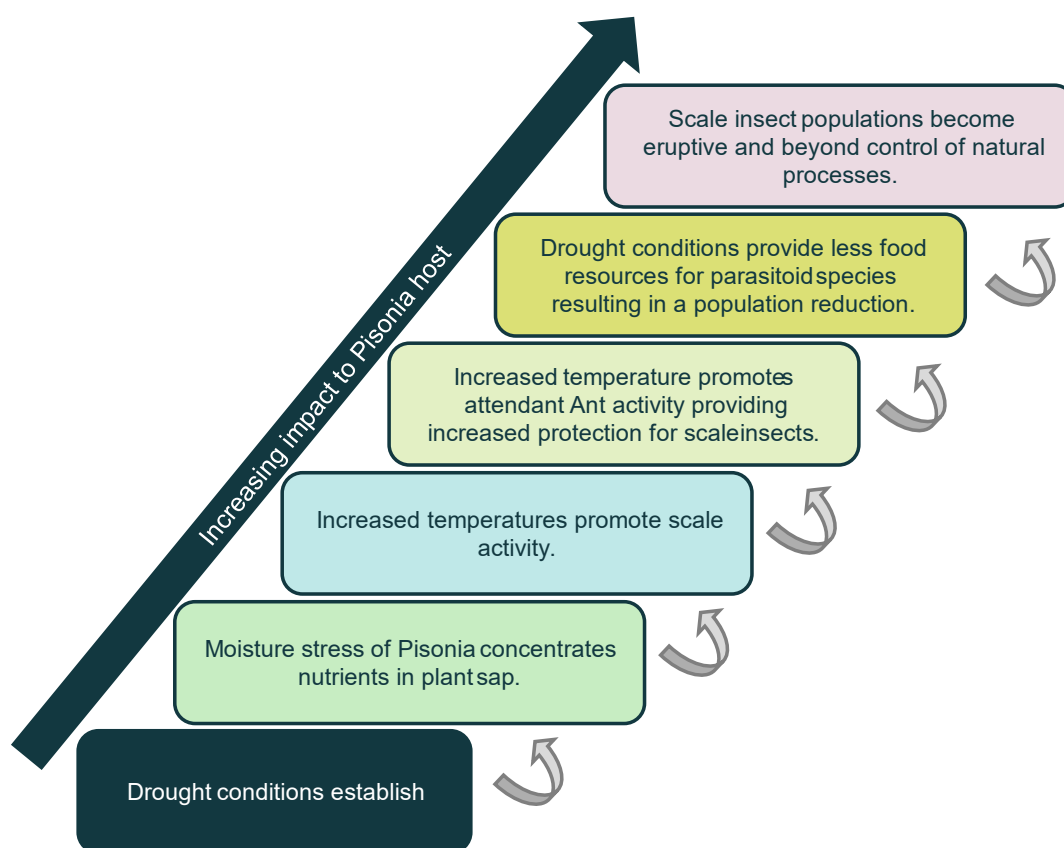 Scale insect populations become
eruptive and beyond control of natural
processes.
Drought conditions provide less food
resources for parasitoid species
resulting in a population reduction.
Increasing impact to Pisonia host
Increased temperature promotes
attendant Ant activity providing
increased protection for scaleinsects.
Increased temperatures promote scale
activity.
Moisture stress of Pisonia concentrates
nutrients in plant sap.
Drought conditions establish